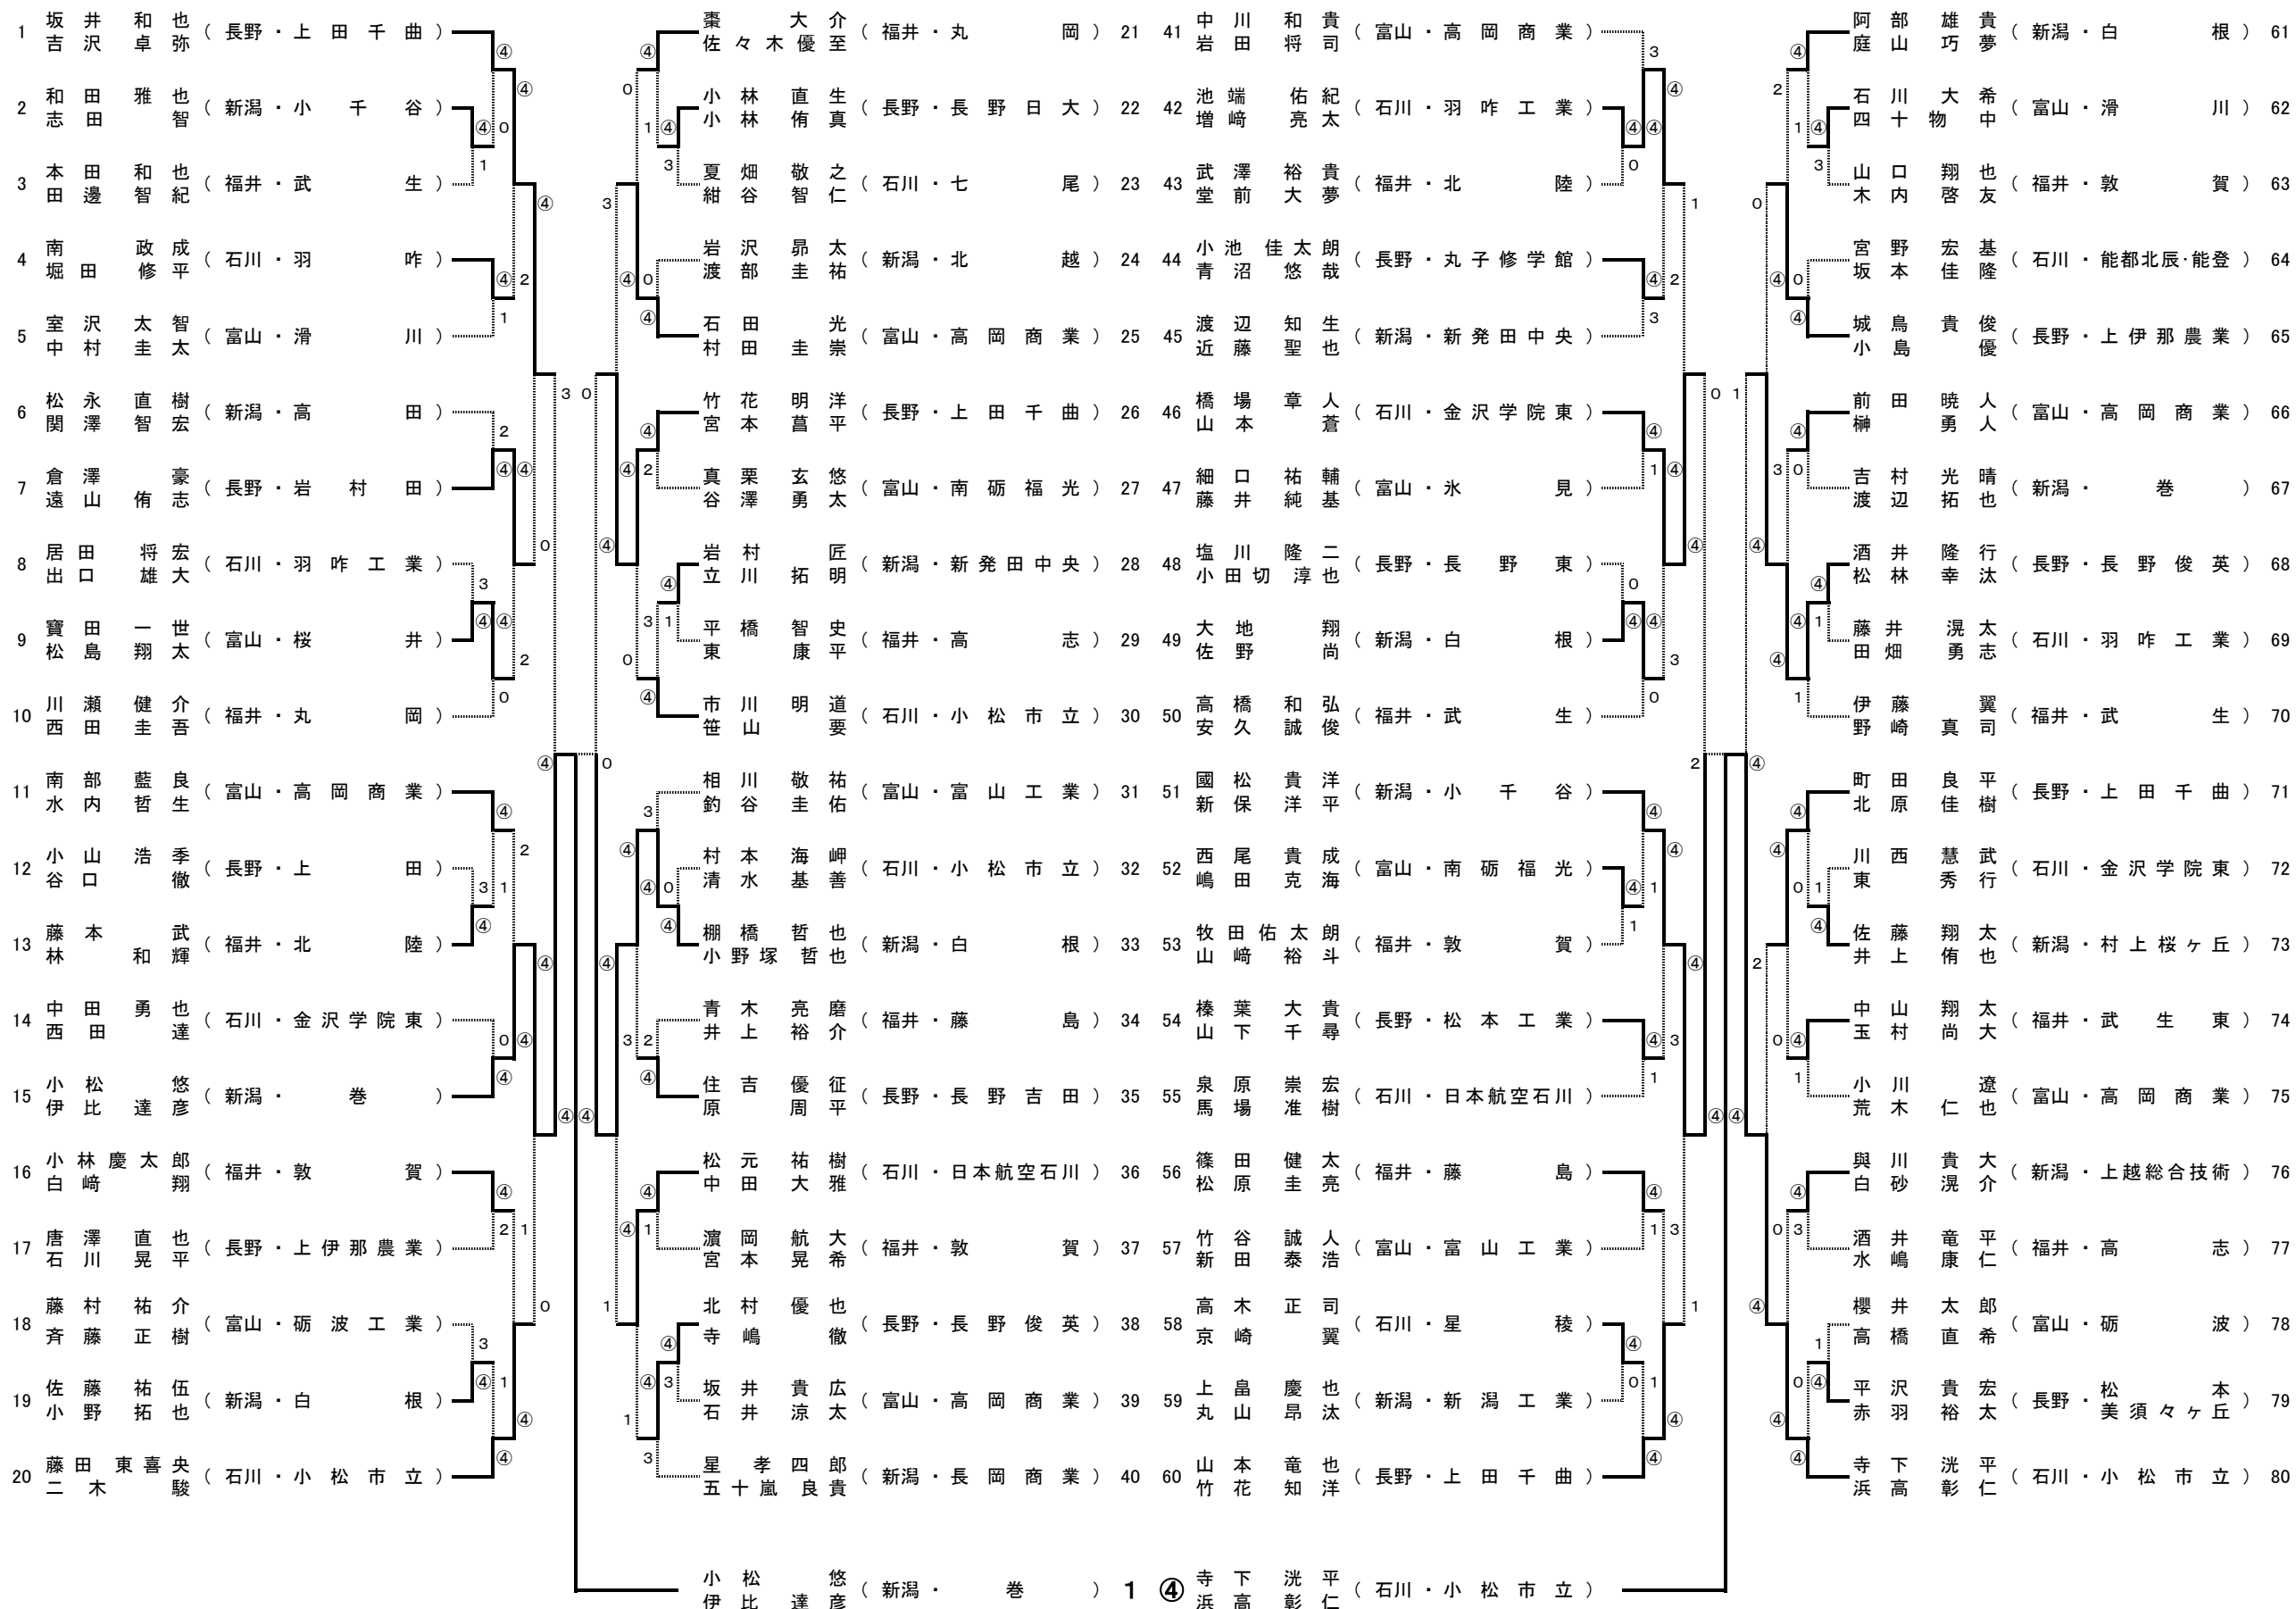 1 坂井和也 吉沢卓弥 （長野・上田千曲）
2 和田雅也 志田智 （新潟・小千谷）
3 本田和也 田邊智紀 （福井・武生）
4 南政成 堀田修平 （石川・羽咋）
5 室沢太智 中村圭太 （富山・滑川）
6 松永直樹 関澤智宏 （新潟・高田）
7 倉澤豪 遠山侑志 （長野・岩村田）
8 居田将宏 出口雄大 （石川・羽咋工業）
9 寶田一世 松島翔太 （富山・桜井）
10 川瀬健介 西田圭吾 （福井・丸岡）
11 南部藍良 水内哲生 （富山・高岡商業）
12 小山浩季 谷口徹 （長野・上田）
13 藤本武 林和輝 （福井・北陸）
14 中田勇也 西田達 （石川・金沢学院東）
15 小松悠 伊比達彦 （新潟・巻）
16 小林慶太郎 白﨑翔 （福井・敦賀）
17 唐澤直也 石川晃平 （長野・上伊那農業）
18 藤村祐介 斉藤正樹 （富山・砺波工業）
19 佐藤祐伍 小野拓也 （新潟・白根）
20 藤田東喜央 二木駿 （石川・小松市立）
棗大介 佐々木優至 （福井・丸岡） 21
小林直生 小林侑真 （長野・長野日大） 22
夏畑敬之 紺谷智仁 （石川・七尾） 23
岩沢昴太 渡部圭祐 （新潟・北越） 24
石田光 村田圭崇 （富山・高岡商業） 25
竹花明洋 宮本菖平 （長野・上田千曲） 26
真栗玄悠 谷澤勇太 （富山・南砺福光） 27
岩村匠 立川拓明 （新潟・新発田中央） 28
平橋智史 東康平 （福井・高志） 29
市川明道 笹山要 （石川・小松市立） 30
相川敬祐 釣谷圭佑 （富山・富山工業） 31
村本海岬 清水基善 （石川・小松市立） 32
棚橋哲也 小野塚哲也 （新潟・白根） 33
青木亮磨 井上裕介 （福井・藤島） 34
住吉優征 原周平 （長野・長野吉田） 35
松元祐樹 中田大雅 （石川・日本航空石川） 36
濵岡航大 宮本晃希 （福井・敦賀） 37
北村優也 寺嶋徹 （長野・長野俊英） 38
坂井貴広 石井涼太 （富山・高岡商業） 39
星孝四郎 五十嵐良貴 （新潟・長岡商業） 40
41 中川和貴 岩田将司 （富山・高岡商業）
42 池端佑紀 増﨑亮太 （石川・羽咋工業）
43 武澤裕貴 堂前大夢 （福井・北陸）
44 小池佳太朗 青沼悠哉 （長野・丸子修学館）
45 渡辺知生 近藤聖也 （新潟・新発田中央）
46 橋場章人 山本蒼 （石川・金沢学院東）
47 細口祐輔 藤井純基 （富山・氷見）
48 塩川隆二 小田切淳也 （長野・長野東）
49 大地翔 佐野尚 （新潟・白根）
50 高橋和弘 安久誠俊 （福井・武生）
51 國松貴洋 新保洋平 （新潟・小千谷）
52 西尾貴成 嶋田克海 （富山・南砺福光）
53 牧田佑太朗 山﨑裕斗 （福井・敦賀）
54 榛葉大貴 山下千尋 （長野・松本工業）
55 泉原崇宏 馬場准樹 （石川・日本航空石川）
56 篠田健太 松原圭亮 （福井・藤島）
57 竹谷誠人 新田泰浩 （富山・富山工業）
58 高木正司 京崎翼 （石川・星稜）
59 上畠慶也 丸山昂汰 （新潟・新潟工業）
60 山本竜也 竹花知洋 （長野・上田千曲）
阿部雄貴 庭山巧夢 （新潟・白根） 61
石川大希 四十物中 （富山・滑川） 62
山口翔也 木内啓友 （福井・敦賀） 63
宮野宏基 坂本佳隆 （石川・能都北辰・能登） 64
城鳥貴俊 小島優 （長野・上伊那農業） 65
前田暁人 榊勇人 （富山・高岡商業） 66
吉村光晴 渡辺拓也 （新潟・巻） 67
酒井隆行 松林幸汰 （長野・長野俊英） 68
藤井滉太 田畑勇志 （石川・羽咋工業） 69
伊藤翼 野崎真司 （福井・武生） 70
町田良平 北原佳樹 （長野・上田千曲） 71
川西慧武 東秀行 （石川・金沢学院東） 72
佐藤翔太 井上侑也 （新潟・村上桜ヶ丘） 73
中山翔太 玉村尚大 （福井・武生東） 74
小川遼 荒木仁也 （富山・高岡商業） 75
與川貴大 白砂滉介 （新潟・上越総合技術） 76
酒井竜平 水嶋康仁 （福井・高志） 77
櫻井太郎 高橋直希 （富山・砺波） 78
平沢貴宏 赤羽裕太 （長野・松本美須々ヶ丘） 79
寺下洸平 浜高彰仁 （石川・小松市立） 80
小松悠 伊比達彦 （新潟・巻） 1 ④ 寺下洸平 浜高彰仁 （石川・小松市立）